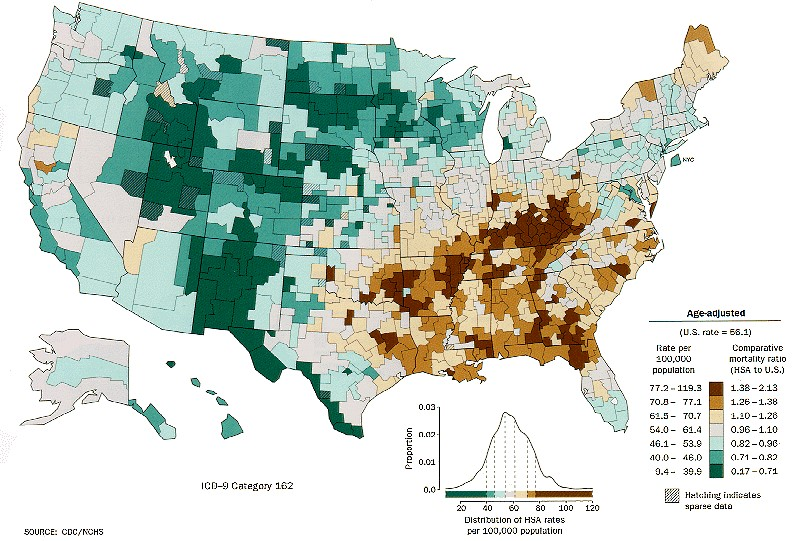 NYC
Age-adjusted
(U.S. rate = 56.1)
Rate per
100,000
population
Comparative
mortality ratio
(HSA to U.S.)
77.2–119.3 1.38–2.13
70.8–77.1 1.26–1.38
61.5–70.7 1.10–1.26
54.0–61.4 0.96–1.10
46.1–53.9 0.82–0.96
40.0–46.0 0.71–0.82
9.4–39.9 0.17–0.71
Hatching indicates
sparse data
0.03
0.02
0.01
0.0
Proportion
20 40 60 80 100 120
Distribution of HSA rates
per 100,000 population
ICD–9 Category 162
SOURCE: CDC/NCHS